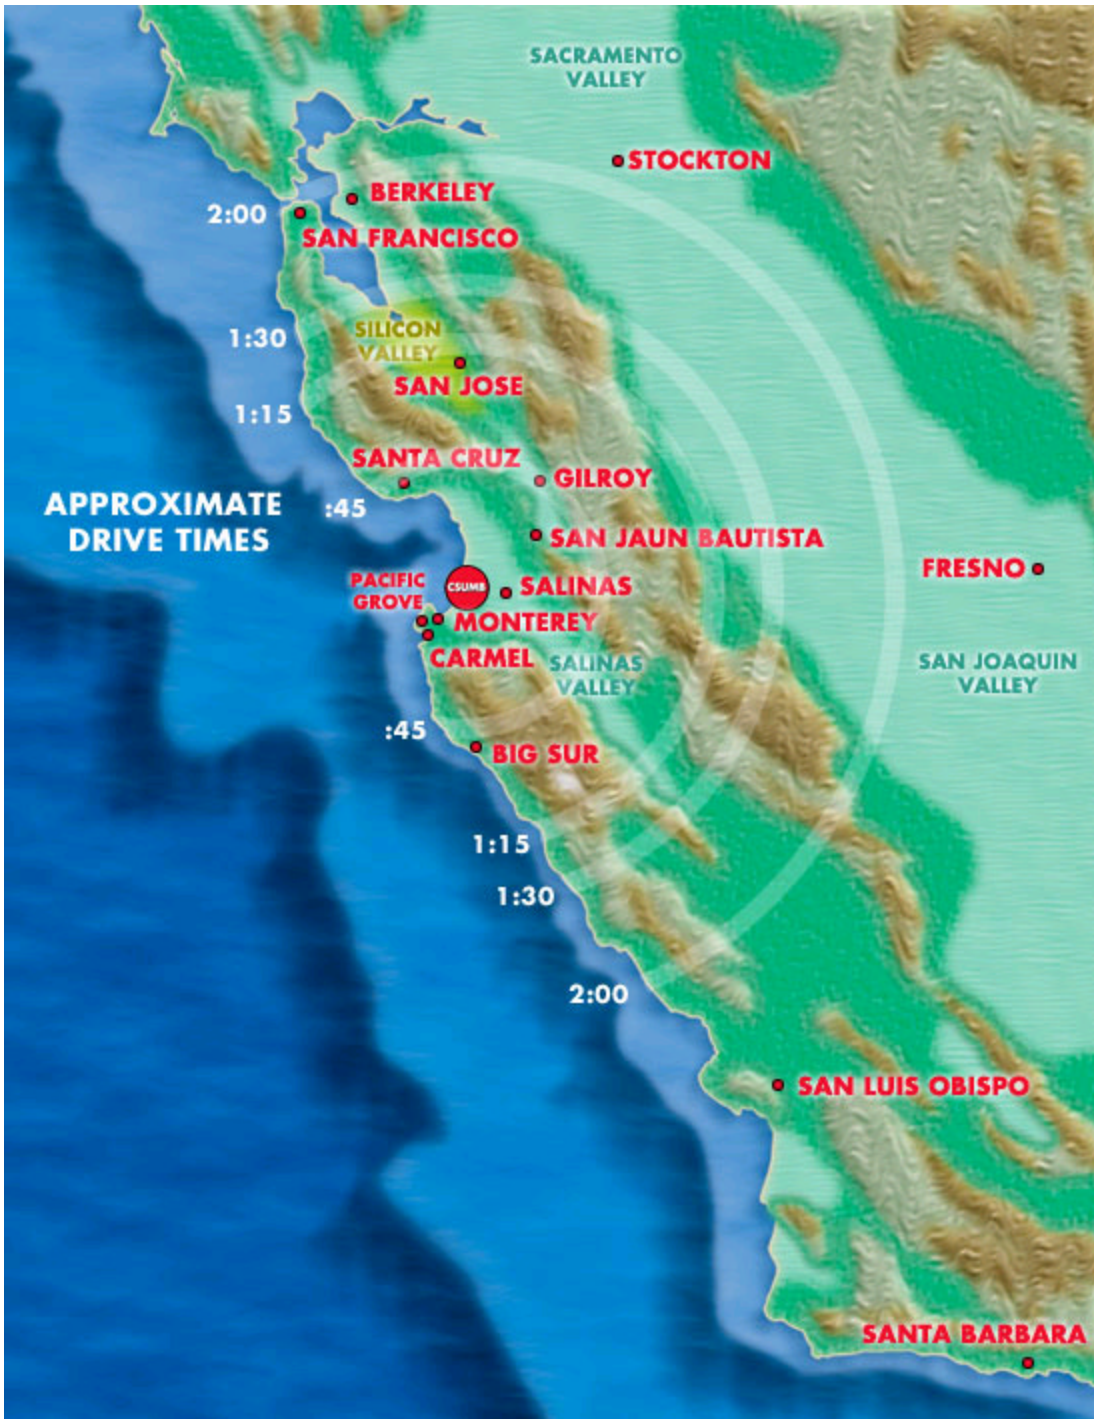 SACRAMENTO
VALLEY
STOCKTON
BERKELEY
2:00
SAN FRANCISCO
1:30
SILICON
VALLEY
SAN JOSE
1:15
SANTA CRUZ
GILROY
APPROXIMATE
DRIVE TIMES
:45
SAN JAUN BAUTISTA
FRESNO
PACIFIC
GROVE
CSUMB
SALINAS
MONTEREY
CARMEL
SALINAS
VALLEY
SAN JOAQUIN
VALLEY
:45
BIG SUR
1:15
1:30
2:00
SAN LUIS OBISPO
SANTA BARBARA